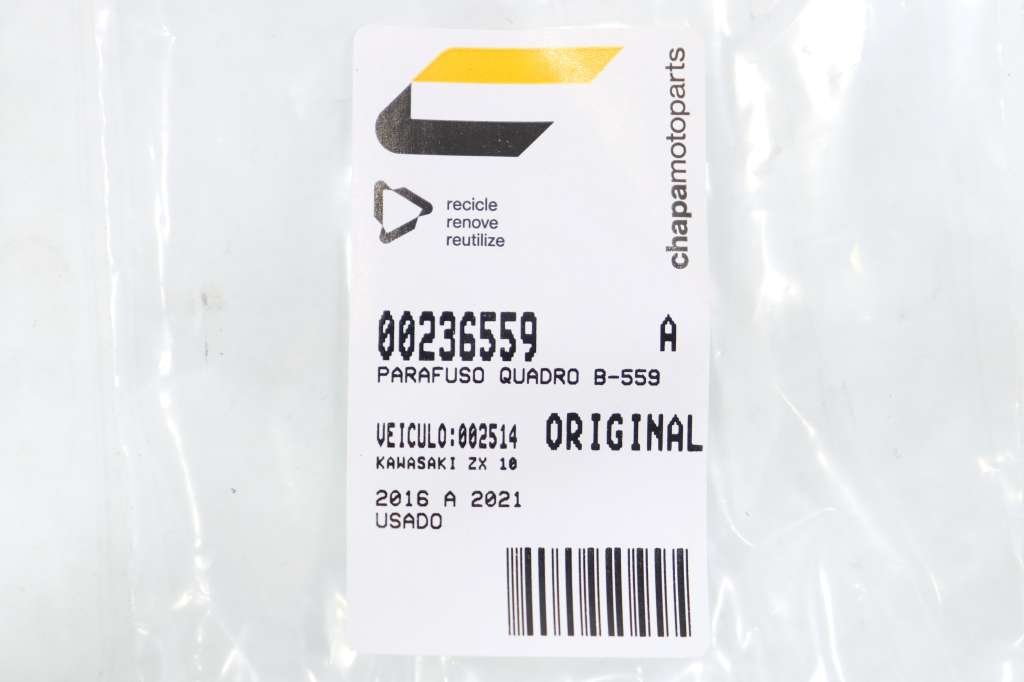 chapamotoparts
recicle
renove
reutilize
00236559 A
PARAFUSO QUADRO B-559
VEICULO:002514 ORIGINAL
KAWASAKI ZX 10
2016 A 2021
USADO